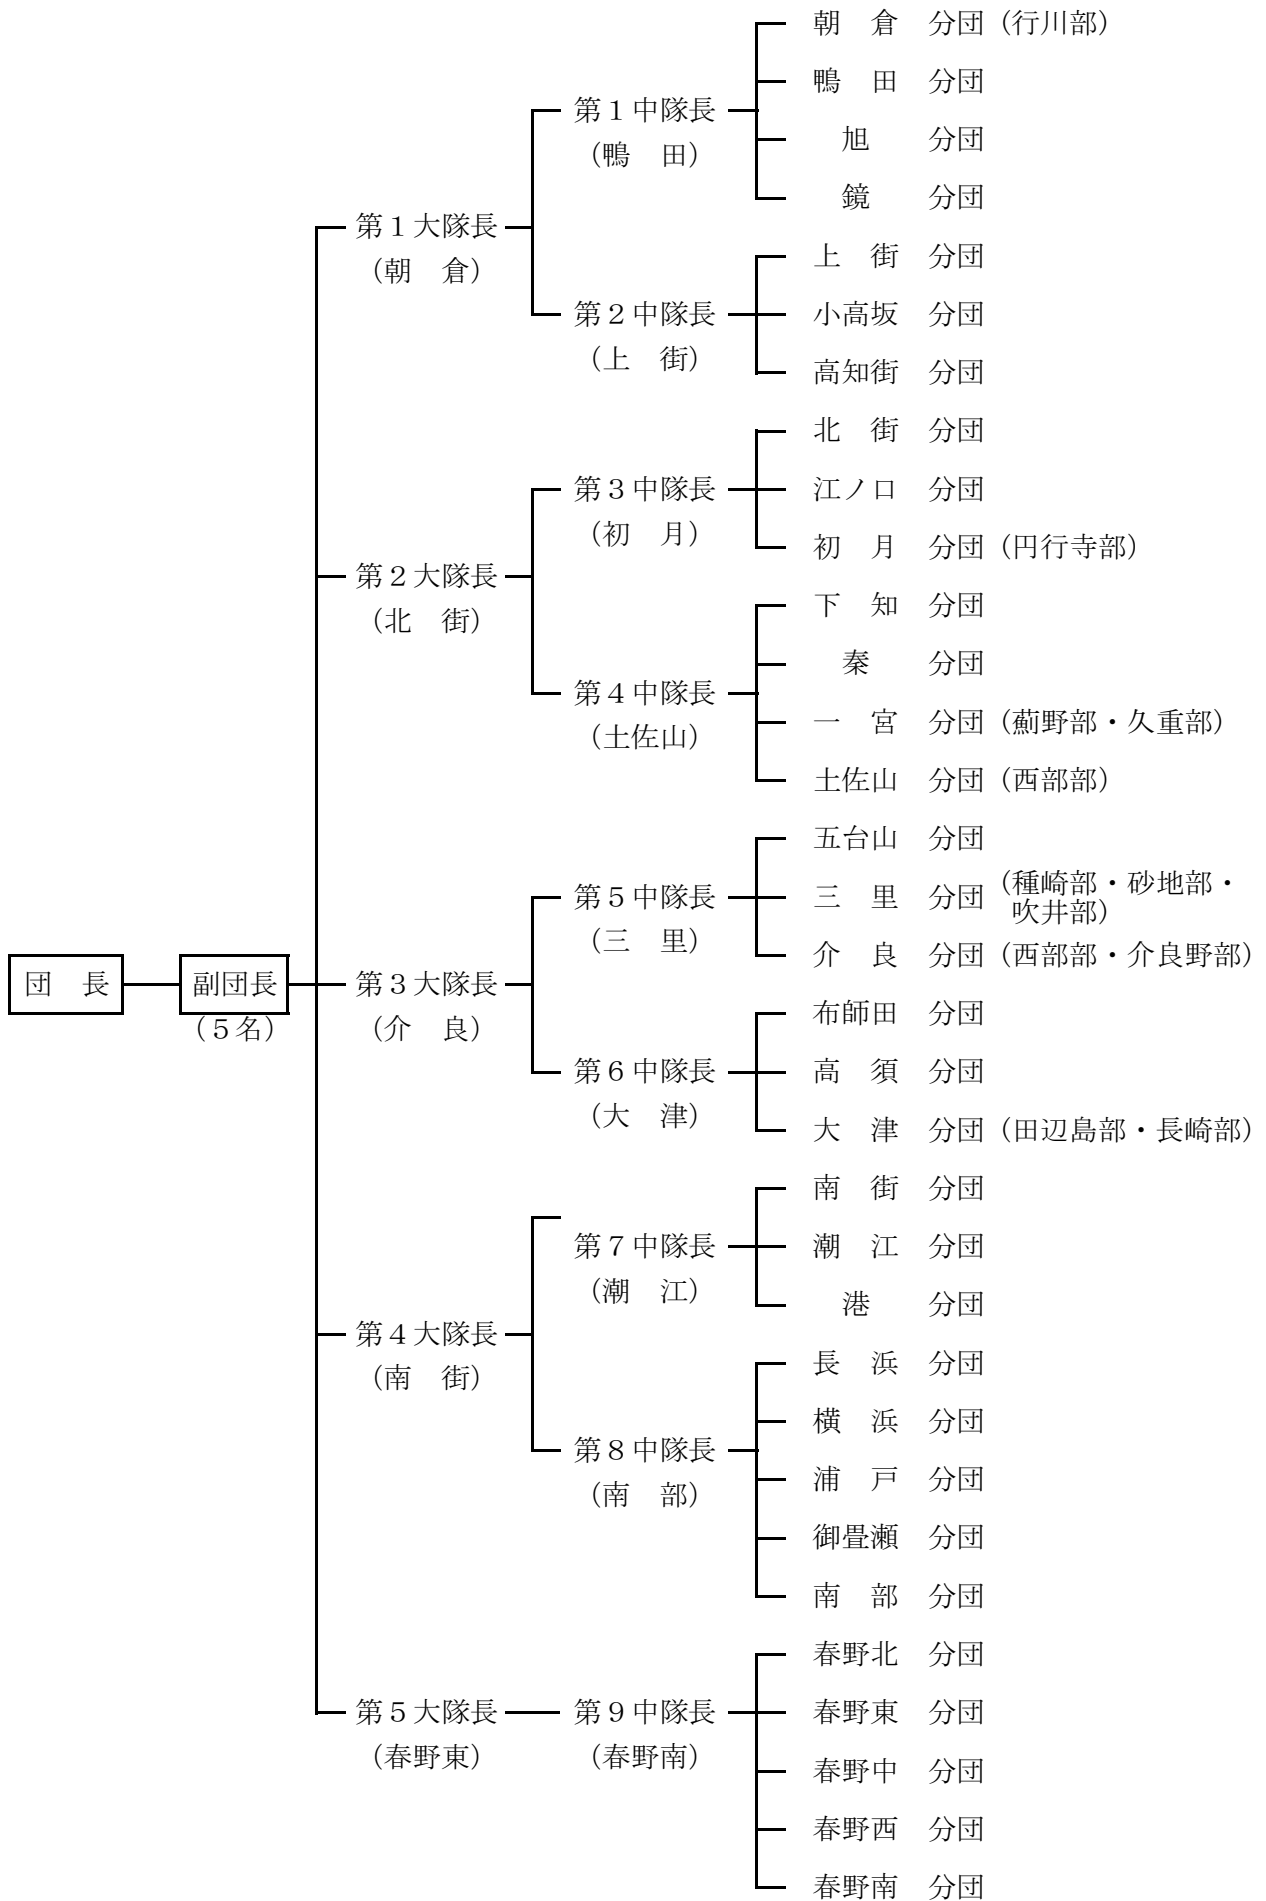 朝　倉　分団（行川部）
鴨　田　分団
第１中隊長
（鴨　田）
旭　　分団
鏡　　分団
第１大隊長
（朝　倉）
上　街　分団
第２中隊長
（上　街）
小高坂　分団
高知街　分団
北　街　分団
第３中隊長
（初　月）
江ノ口　分団
初　月　分団（円行寺部）
第２大隊長
（北　街）
下　知　分団
秦　　分団
第４中隊長
（土佐山）
一　宮　分団（薊野部・久重部）
土佐山　分団（西部部）
五台山　分団
第５中隊長
（三　里）
三　里　分団（種崎部・砂地部・
吹井部）
介　良　分団（西部部・介良野部）
団　長
副団長
（５名）
第３大隊長
（介　良）
布師田　分団
第６中隊長
（大　津）
高　須　分団
大　津　分団（田辺島部・長崎部）
南　街　分団
第７中隊長
（潮　江）
潮　江　分団
港　　分団
第４大隊長
（南　街）
長　浜　分団
横　浜　分団
第８中隊長
（南　部）
浦　戸　分団
御畳瀬　分団
南　部　分団
春野北　分団
第５大隊長
（春野東）
第９中隊長
（春野南）
春野東　分団
春野中　分団
春野西　分団
春野南　分団